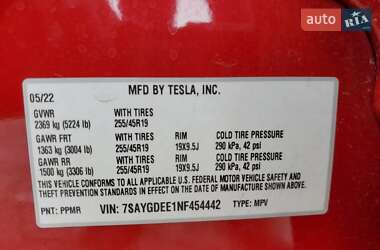 auto RIA
MFD BY TESLA, INC.
05/22
GVWR WITH TIRES
2369 kg (5224 lb) 255/45R19
GAWR FRT WITH TIRES RIM COLD TIRE PRESSURE
1363 kg (3004 lb) 255/45R19 19X9.5J 290 kPa, 42 psi
GAWR RR WITH TIRES RIM COLD TIRE PRESSURE
1500 kg (3306 lb) 255/45R19 19X9.5J 290 kPa, 42 psi
THIS VEHICLE CONFORMS TO ALL APPLICABLE U.S. FEDERAL MOTOR
VEHICLE SAFETY, BUMPER, AND THEFT PREVENTION STANDARDS IN
EFFECT ON THE DATE OF MANUFACTURE SHOWN ABOVE.
PNT: PPMR VIN: 7SAYGDEE1NF454442 TYPE: MPV